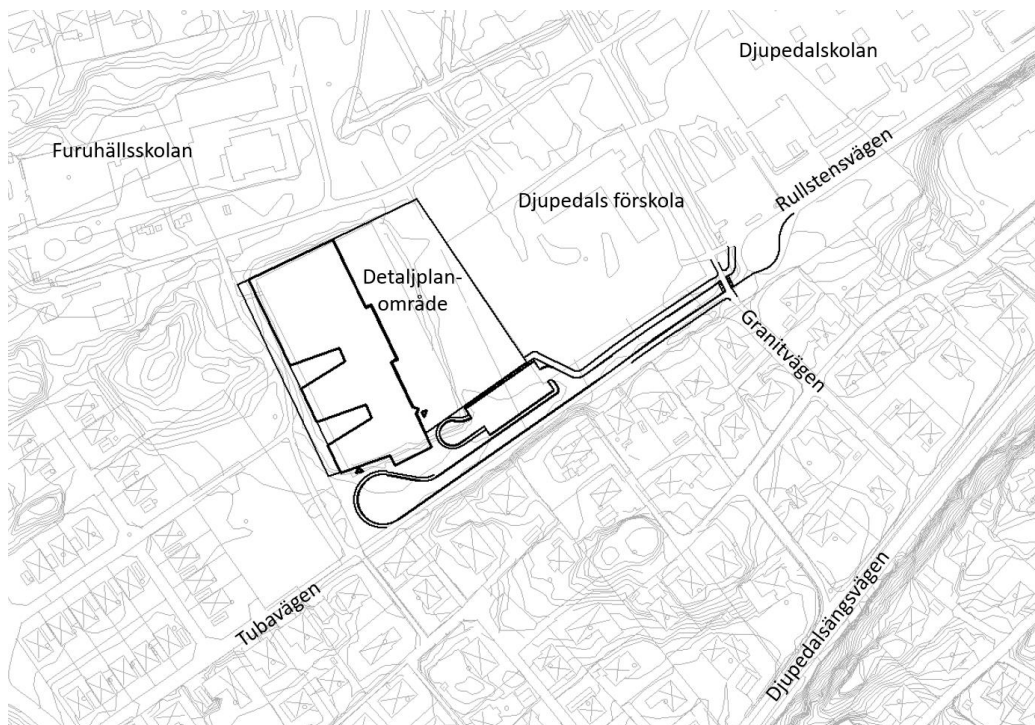 Djupedalskolan
Furuhällsskolan
Rullstensvägen
Djupedals förskola
Detaljplan-
område
Granitvägen
Tubavägen
Djupedalsängsvägen